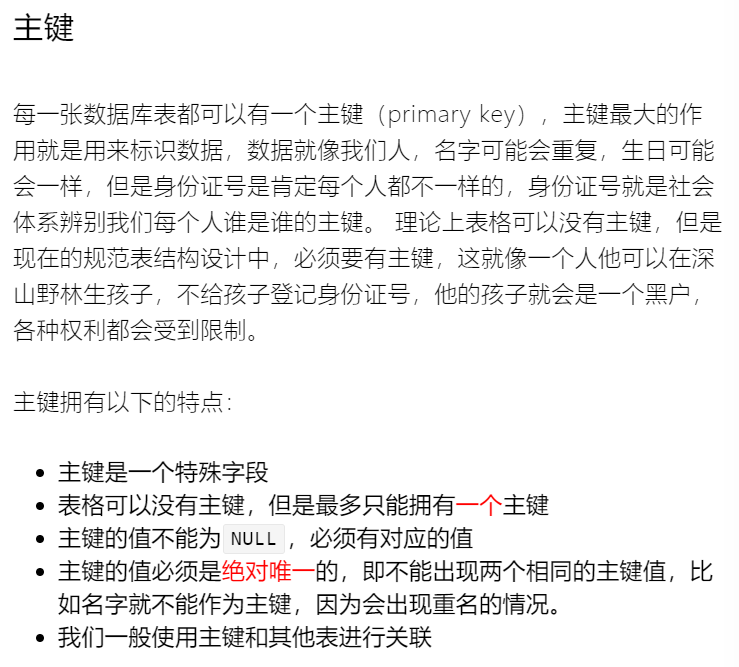 主键
每一张数据库表都可以有一个主键（primary key），主键最大的作
用就是用来标识数据，数据就像我们人，名字可能会重复，生日可能
会一样，但是身份证号是肯定每个人都不一样的，身份证号就是社会
体系辨别我们每个人谁是谁的主键。 理论上表格可以没有主键，但是
现在的规范表结构设计中，必须要有主键，这就像一个人他可以在深
山野林生孩子，不给孩子登记身份证号，他的孩子就会是一个黑户，
各种权利都会受到限制。
主键拥有以下的特点：
• 主键是一个特殊字段
• 表格可以没有主键，但是最多只能拥有一个主键
• 主键的值不能为 NULL ，必须有对应的值
• 主键的值必须是绝对唯一的，即不能出现两个相同的主键值，比
如名字就不能作为主键，因为会出现重名的情况。
• 我们一般使用主键和其他表进行关联